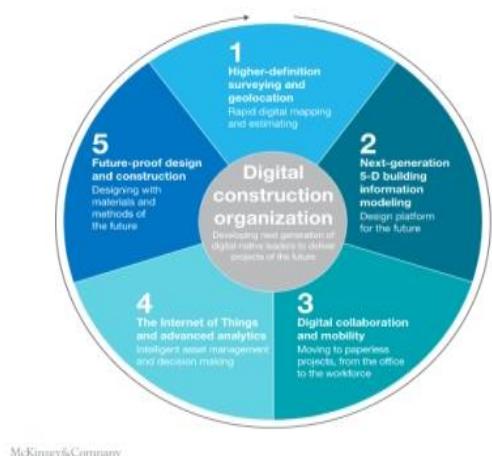 1
Higher-definition
surveying and
geolocation
Rapid digital mapping
and estimating
2
Next-generation
5-D building
information
modeling
Design platform
for the future
3
Digital collaboration
and mobility
Moving to paperless
projects, from the office
to the workforce
4
The Internet of Things
and advanced analytics
Intelligent asset management
and decision making
5
Future-proof design
and construction
Designing with
materials and
methods of
the future
Digital
construction
organization
Developing next generation of
digital-native leaders to deliver
projects of the future
McKinsey&Company